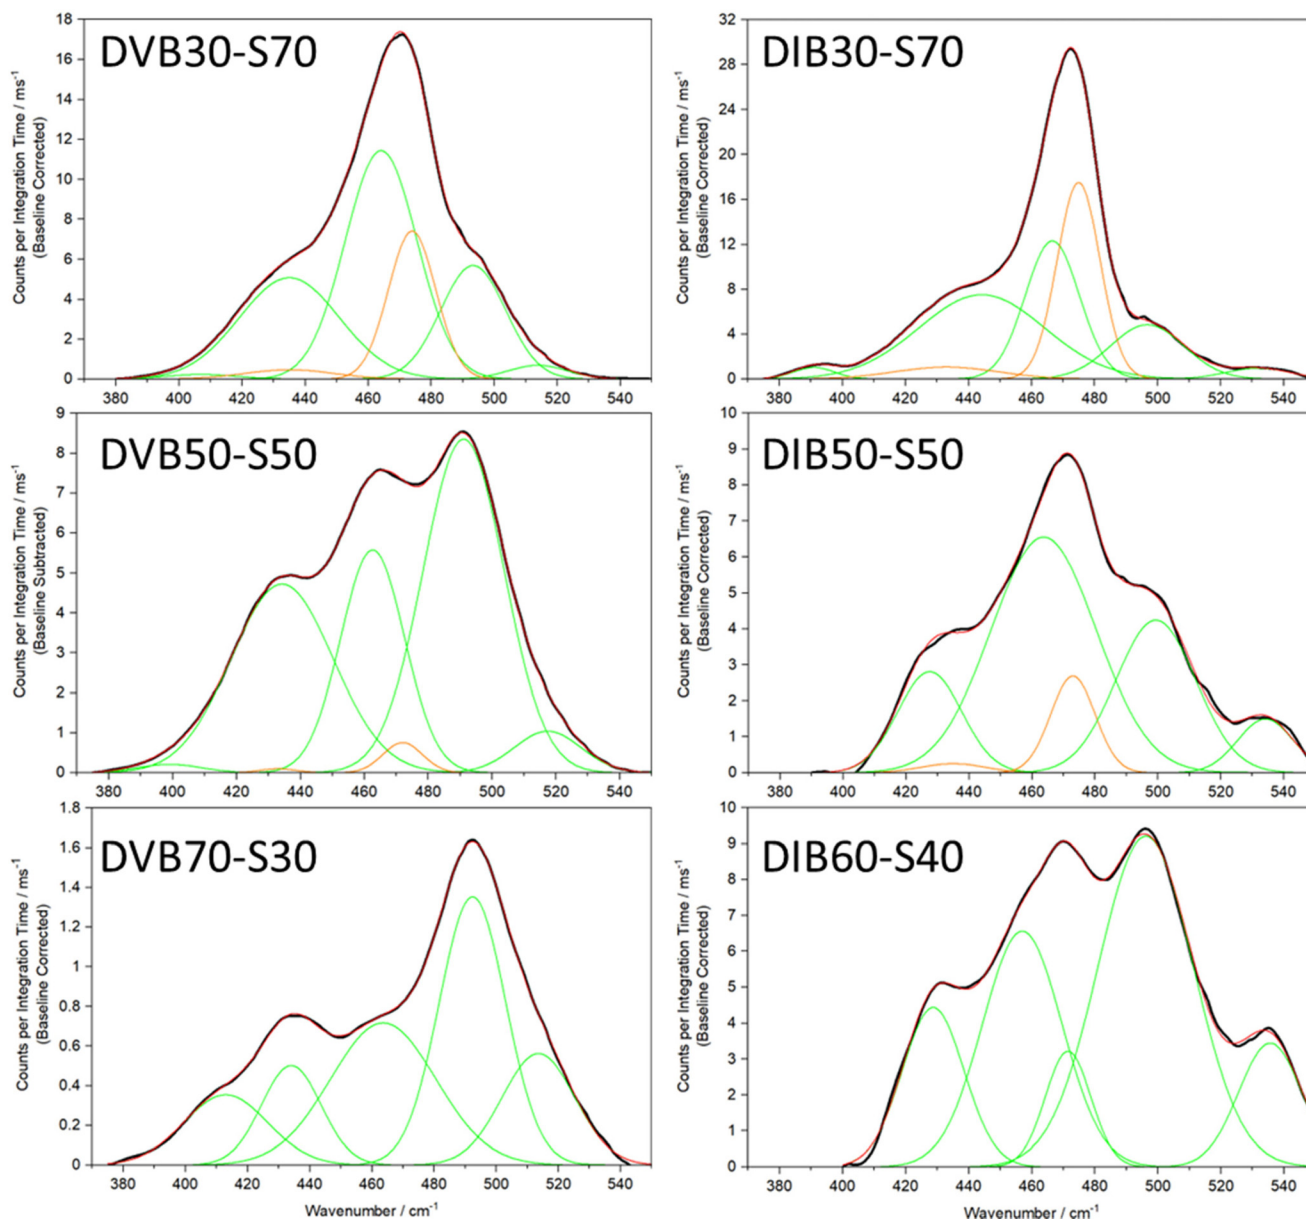 DVB30-S70
Counts per Integration Time / ms⁻¹
(Baseline Corrected)
18
16
14
12
10
8
6
4
2
0
380 400 420 440 460 480 500 520 540
DIB30-S70
Counts per Integration Time / ms⁻¹
(Baseline Corrected)
32
28
24
20
16
12
8
4
0
380 400 420 440 460 480 500 520 540
DVB50-S50
Counts per Integration Time / ms⁻¹
(Baseline Subtracted)
9
8
7
6
5
4
3
2
1
0
380 400 420 440 460 480 500 520 540
DIB50-S50
Counts per Integration Time / ms⁻¹
(Baseline Corrected)
10
9
8
7
6
5
4
3
2
1
0
380 400 420 440 460 480 500 520 540
DVB70-S30
Counts per Integration Time / ms⁻¹
(Baseline Corrected)
1.8
1.6
1.4
1.2
1
0.8
0.6
0.4
0.2
0
380 400 420 440 460 480 500 520 540
Wavenumber / cm⁻¹
DIB60-S40
Counts per Integration Time / ms⁻¹
(Baseline Corrected)
10
9
8
7
6
5
4
3
2
1
0
380 400 420 440 460 480 500 520 540
Wavenumber / cm⁻¹